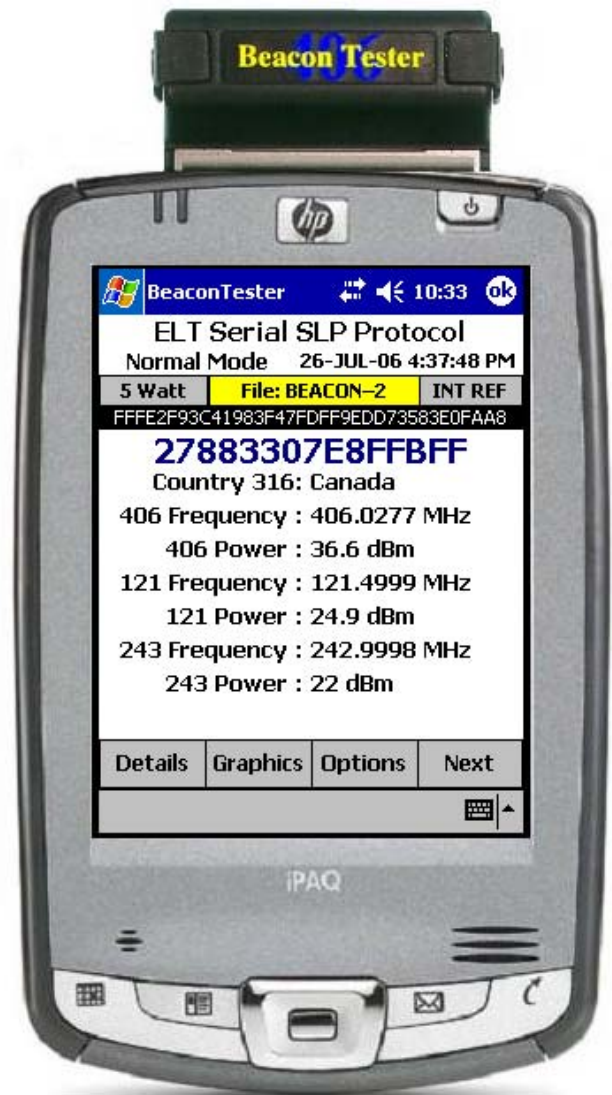 406
Beacon Tester
hp
BeaconTester 10:33 ok
ELT Serial SLP Protocol
Normal Mode 26-JUL-06 4:37:48 PM
5 Watt File: BEACON–2 INT REF
FFFE2F93C41983F47FDFF9EDD73583E0FAA8
27883307E8FFBFF
Country 316: Canada
406 Frequency : 406.0277 MHz
406 Power : 36.6 dBm
121 Frequency : 121.4999 MHz
121 Power : 24.9 dBm
243 Frequency : 242.9998 MHz
243 Power : 22 dBm
Details Graphics Options Next
iPAQ